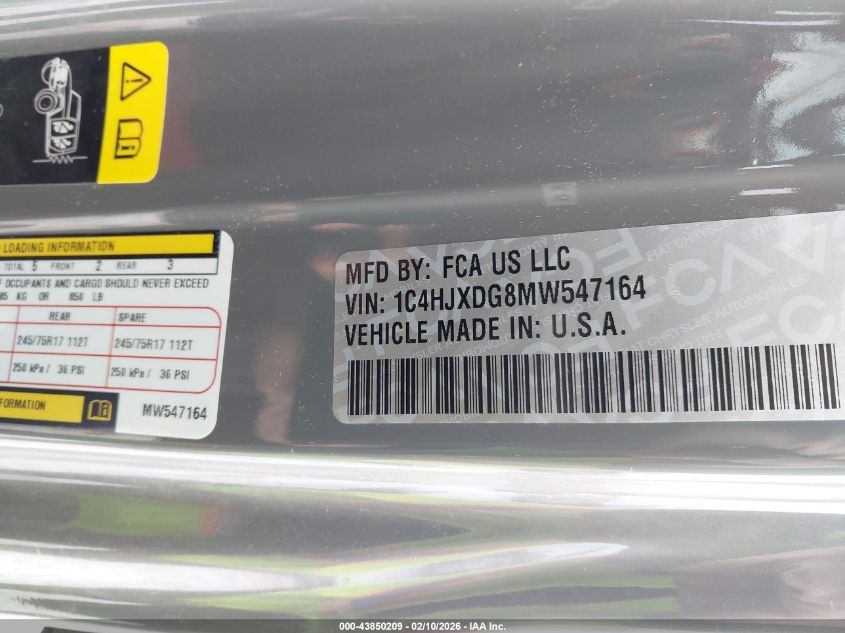 LOADING INFORMATION
TOTAL 5 FRONT 2 REAR 3
OCCUPANTS AND CARGO SHOULD NEVER EXCEED
KG OR 850 LB
REAR SPARE
245/75R17 112T 245/75R17 112T
250 kPa / 36 PSI 250 kPa / 36 PSI
MW547164
MFD BY: FCA US LLC
VIN: 1C4HJXDG8MW547164
VEHICLE MADE IN: U.S.A.
000-43850209 - 02/10/2026 - IAA Inc.